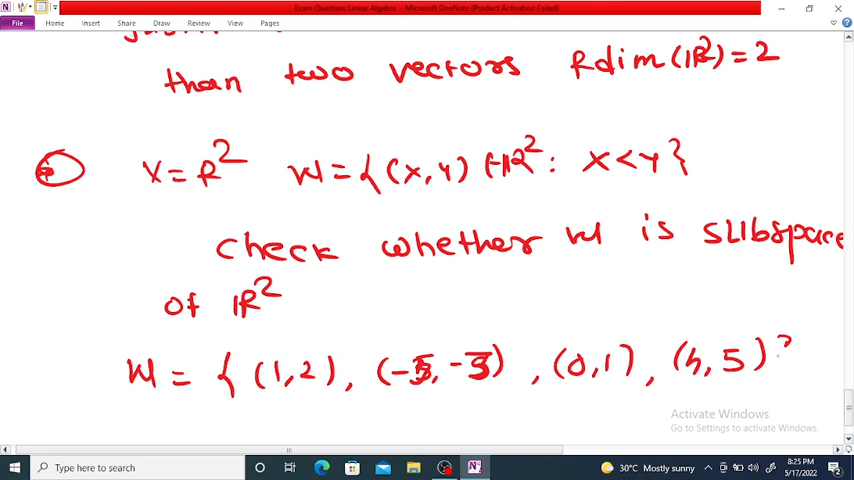 Exam Question: Linear Algebra - Microsoft OneNote (Product Activation Failed)
File Home Insert Share Draw Review View Pages
than two vectors Rdim(R²)=2
V=R² W={(x,y)∈R²: x<y}
Check whether W is subspace
of R²
W = { (1,2), (-5,-3), (0,1), (4,5)
Activate Windows
Go to Settings to activate Windows.
Type here to search
30°C Mostly sunny
8:25 PM
5/17/2022
2